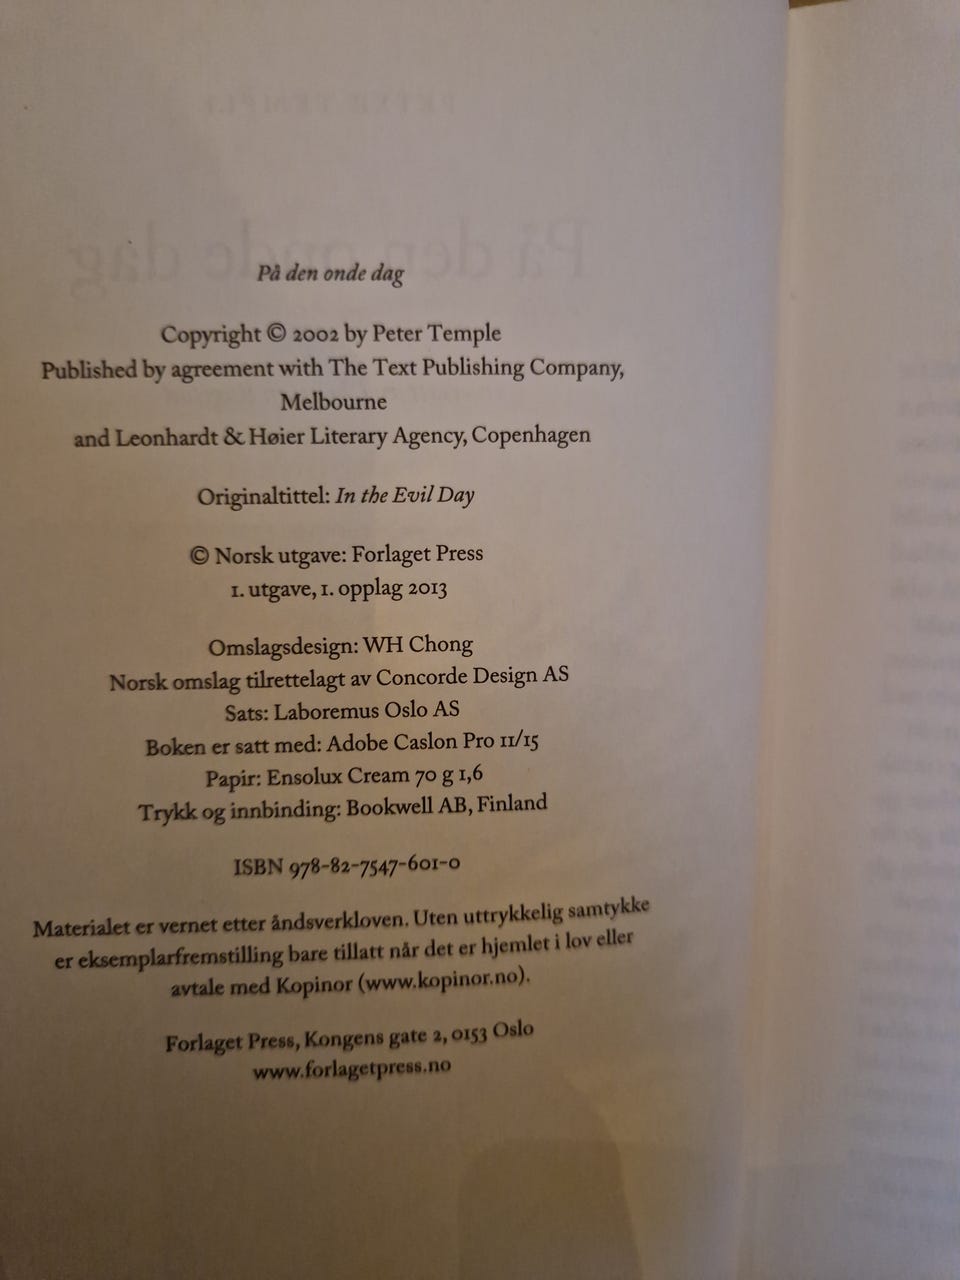 På den onde dag
Copyright © 2002 by Peter Temple
Published by agreement with The Text Publishing Company,
Melbourne
and Leonhardt & Høier Literary Agency, Copenhagen
Originaltittel: In the Evil Day
© Norsk utgave: Forlaget Press
1. utgave, 1. opplag 2013
Omslagsdesign: WH Chong
Norsk omslag tilrettelagt av Concorde Design AS
Sats: Laboremus Oslo AS
Boken er satt med: Adobe Caslon Pro 11/15
Papir: Ensolux Cream 70 g 1,6
Trykk og innbinding: Bookwell AB, Finland
ISBN 978-82-7547-601-0
Materialet er vernet etter åndsverkloven. Uten uttrykkelig samtykke
er eksemplarfremstilling bare tillatt når det er hjemlet i lov eller
avtale med Kopinor (www.kopinor.no).
Forlaget Press, Kongens gate 2, 0153 Oslo
www.forlagetpress.no